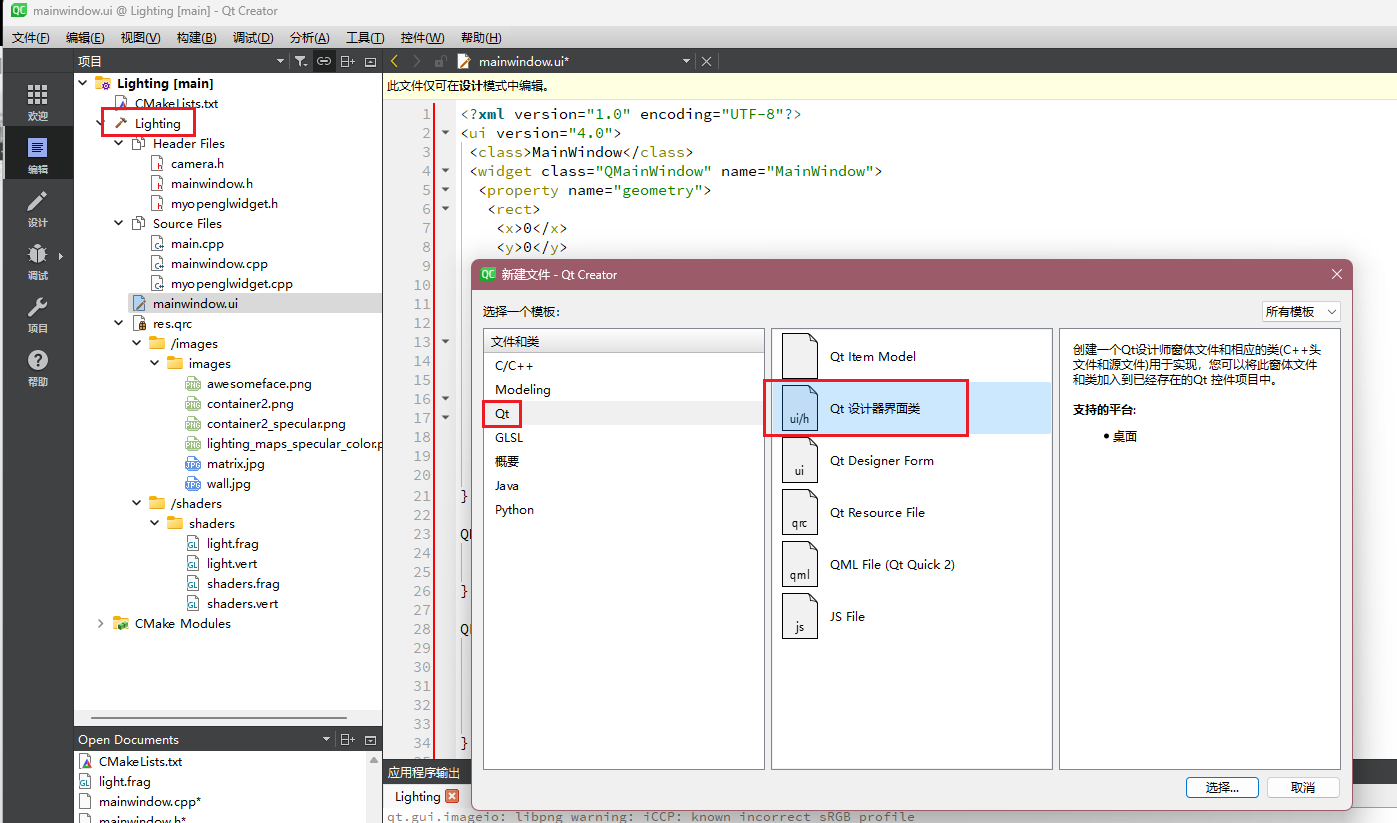 mainwindow.ui @ Lighting [main] - Qt Creator
文件(F) 编辑(E) 视图(V) 构建(B) 调试(D) 分析(A) 工具(T) 控件(W) 帮助(H)
项目
mainwindow.ui*
欢迎
编辑
设计
调试
项目
帮助
Lighting [main]
CMakeLists.txt
Lighting
Header Files
camera.h
mainwindow.h
myopenglwidget.h
Source Files
main.cpp
mainwindow.cpp
myopenglwidget.cpp
mainwindow.ui
res.qrc
/images
images
awesomeface.png
container2.png
container2_specular.png
lighting_maps_specular_color.p
matrix.jpg
wall.jpg
/shaders
shaders
light.frag
light.vert
shaders.frag
shaders.vert
CMake Modules
Open Documents
CMakeLists.txt
light.frag
mainwindow.cpp*
mainwindow.h*
此文件仅可在设计模式中编辑。
1 <?xml version="1.0" encoding="UTF-8"?>
2 <ui version="4.0">
3 <class>MainWindow</class>
4 <widget class="QMainWindow" name="MainWindow">
5 <property name="geometry">
6 <rect>
7 <x>0</x>
8 <y>0</y>
9
10
11
12
13
14
15
16
17
18
19
20
21 }
22
23
24
25
26 }
27
28
29
30
31
32
33
34 }
新建文件 - Qt Creator
选择一个模板:
所有模板
文件和类
C/C++
Modeling
Qt
GLSL
概要
Java
Python
Qt Item Model
ui/h Qt 设计器界面类
ui Qt Designer Form
qrc Qt Resource File
qml QML File (Qt Quick 2)
js JS File
创建一个Qt设计师窗体文件和相应的类(C++头
文件和源文件)用于实现，您可以将此窗体文件
和类加入到已经存在的Qt 控件项目中。
支持的平台:
• 桌面
选择...
取消
应用程序输出
Lighting
qt.gui.imageio: libpng warning: iCCP: known incorrect sRGB profile